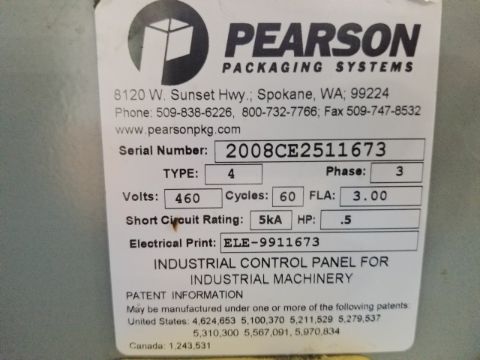 PEARSON
PACKAGING SYSTEMS
8120 W. Sunset Hwy.; Spokane, WA; 99224
Phone: 509-838-6226, 800-732-7766; Fax 509-747-8532
www.pearsonpkg.com
Serial Number: 2008CE2511673
TYPE: 4 Phase: 3
Volts: 460 Cycles: 60 FLA: 3.00
Short Circuit Rating: 5kA HP: .5
Electrical Print: ELE-9911673
INDUSTRIAL CONTROL PANEL FOR
INDUSTRIAL MACHINERY
PATENT INFORMATION
May be manufactured under one or more of the following patents:
United States: 4,624,653 5,100,370 5,211,529 5,279,537
5,310,300 5,567,091, 5,970,834
Canada: 1,243,531